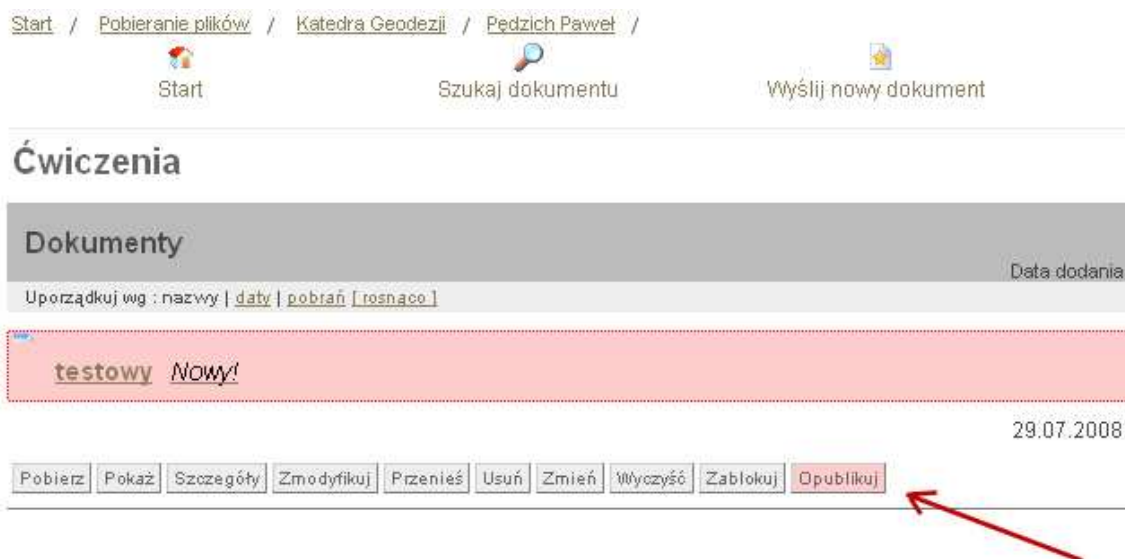 Start / Pobieranie plików / Katedra Geodezji / Pędzich Paweł /
Start Szukaj dokumentu Wyślij nowy dokument
Ćwiczenia
Dokumenty
Data dodania
Uporządkuj wg : nazwy | daty | pobrań [ rosnąco ]
testowy Nowy!
29.07.2008
Pobierz Pokaż Szczegóły Zmodyfikuj Przenieś Usuń Zmień Wyczyść Zablokuj Opublikuj